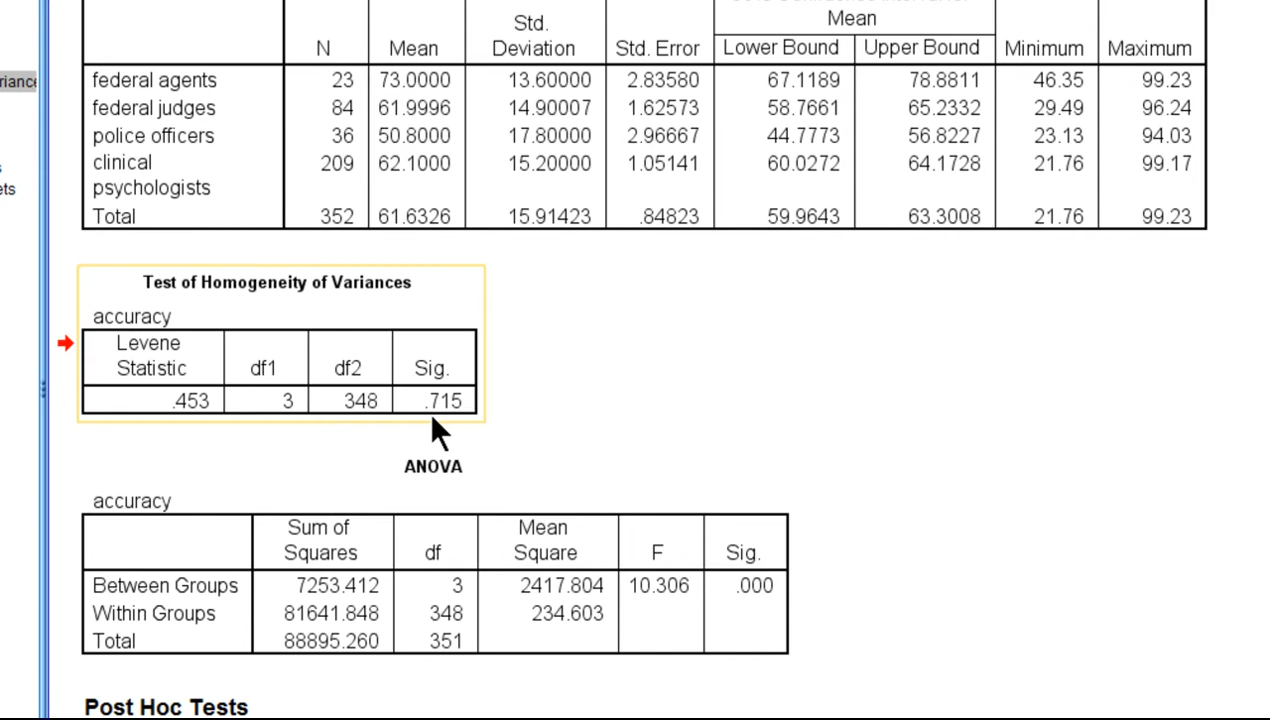 Mean
Std.
N Mean Deviation Std. Error Lower Bound Upper Bound Minimum Maximum
federal agents 23 73.0000 13.60000 2.83580 67.1189 78.8811 46.35 99.23
federal judges 84 61.9996 14.90007 1.62573 58.7661 65.2332 29.49 96.24
police officers 36 50.8000 17.80000 2.96667 44.7773 56.8227 23.13 94.03
clinical 209 62.1000 15.20000 1.05141 60.0272 64.1728 21.76 99.17
psychologists
Total 352 61.6326 15.91423 .84823 59.9643 63.3008 21.76 99.23
Test of Homogeneity of Variances
accuracy
Levene
Statistic df1 df2 Sig.
.453 3 348 .715
ANOVA
accuracy
Sum of Mean
Squares df Square F Sig.
Between Groups 7253.412 3 2417.804 10.306 .000
Within Groups 81641.848 348 234.603
Total 88895.260 351
Post Hoc Tests